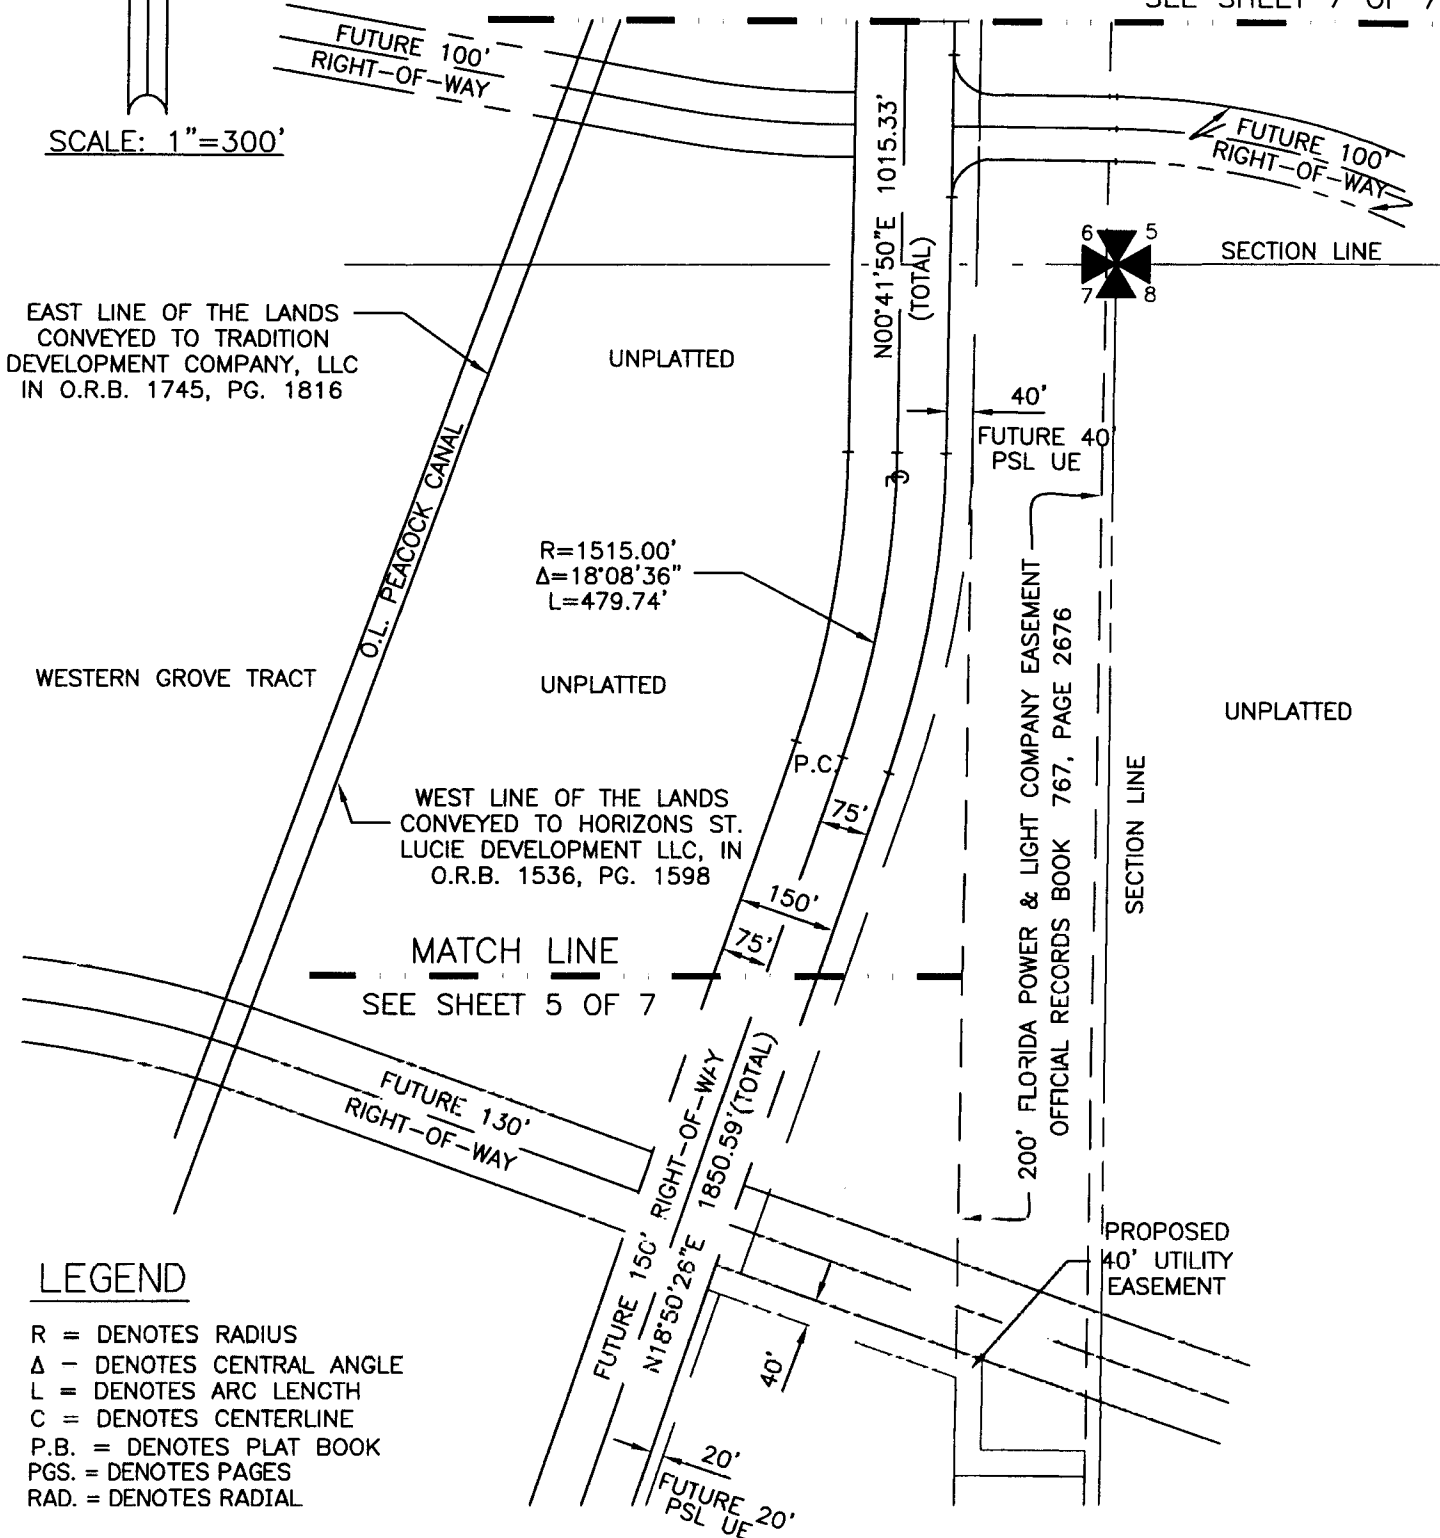 SEE SHEET 7 OF 7
FUTURE 100'
RIGHT-OF-WAY
SCALE: 1"=300'
N00°41'50"E 1015.33'
(TOTAL)
FUTURE 100'
RIGHT-OF-WAY
6 5
7 8
SECTION LINE
EAST LINE OF THE LANDS
CONVEYED TO TRADITION
DEVELOPMENT COMPANY, LLC
IN O.R.B. 1745, PG. 1816
UNPLATTED
40'
FUTURE 40'
PSL UE
O.L. PEACOCK CANAL
R=1515.00'
Δ=18°08'36"
L=479.74'
WESTERN GROVE TRACT
UNPLATTED
UNPLATTED
200' FLORIDA POWER & LIGHT COMPANY EASEMENT
OFFICIAL RECORDS BOOK 767, PAGE 2676
SECTION LINE
P.C.
WEST LINE OF THE LANDS
CONVEYED TO HORIZONS ST.
LUCIE DEVELOPMENT LLC, IN
O.R.B. 1536, PG. 1598
75'
150'
75'
MATCH LINE
SEE SHEET 5 OF 7
FUTURE 130'
RIGHT-OF-WAY
FUTURE 150' RIGHT-OF-WAY
N18°50'26"E 1850.59'(TOTAL)
PROPOSED
40' UTILITY
EASEMENT
40'
20'
FUTURE 20'
PSL UE
LEGEND
R = DENOTES RADIUS
Δ – DENOTES CENTRAL ANGLE
L = DENOTES ARC LENGTH
C = DENOTES CENTERLINE
P.B. = DENOTES PLAT BOOK
PGS. = DENOTES PAGES
RAD. = DENOTES RADIAL